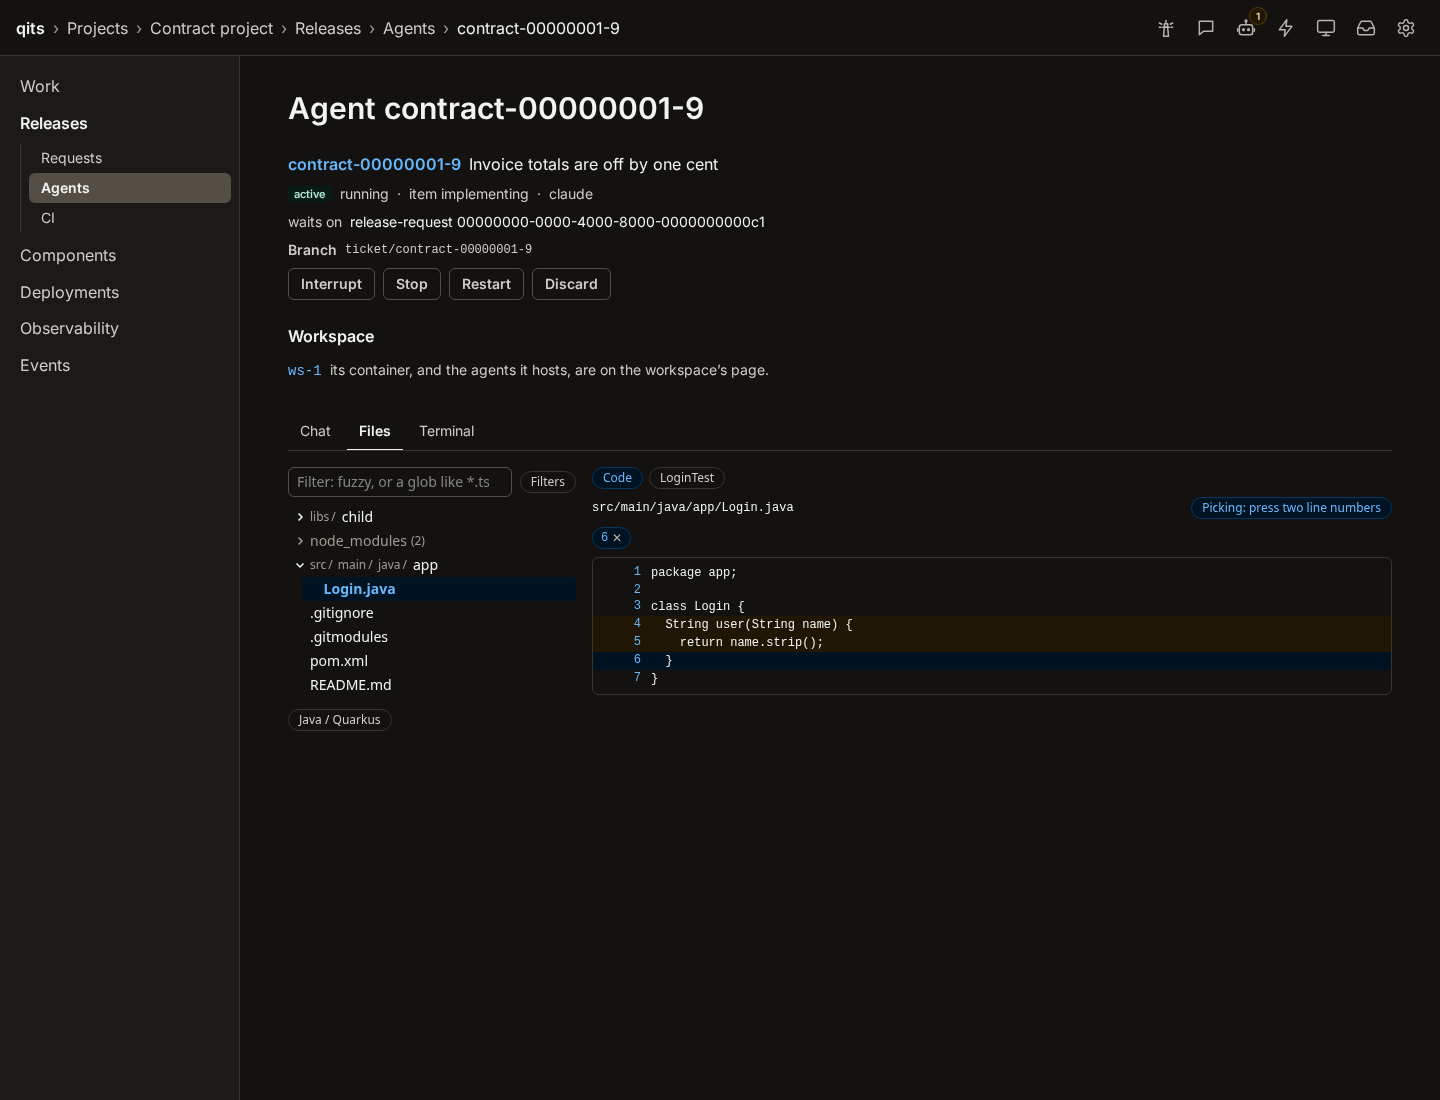 qits › Projects › Contract project › Releases › Agents › contract-00000001-9
1
Work
Releases
Requests
Agents
CI
Components
Deployments
Observability
Events
Agent contract-00000001-9
contract-00000001-9 Invoice totals are off by one cent
active running · item implementing · claude
waits on release-request 00000000-0000-4000-8000-0000000000c1
Branch ticket/contract-00000001-9
Interrupt Stop Restart Discard
Workspace
ws-1 its container, and the agents it hosts, are on the workspace’s page.
Chat Files Terminal
Filter: fuzzy, or a glob like *.ts Filters
libs/ child
node_modules (2)
src/ main/ java/ app
Login.java
.gitignore
.gitmodules
pom.xml
README.md
Java / Quarkus
Code LoginTest
src/main/java/app/Login.java Picking: press two line numbers
6 ×
1 package app;
2
3 class Login {
4 String user(String name) {
5 return name.strip();
6 }
7 }